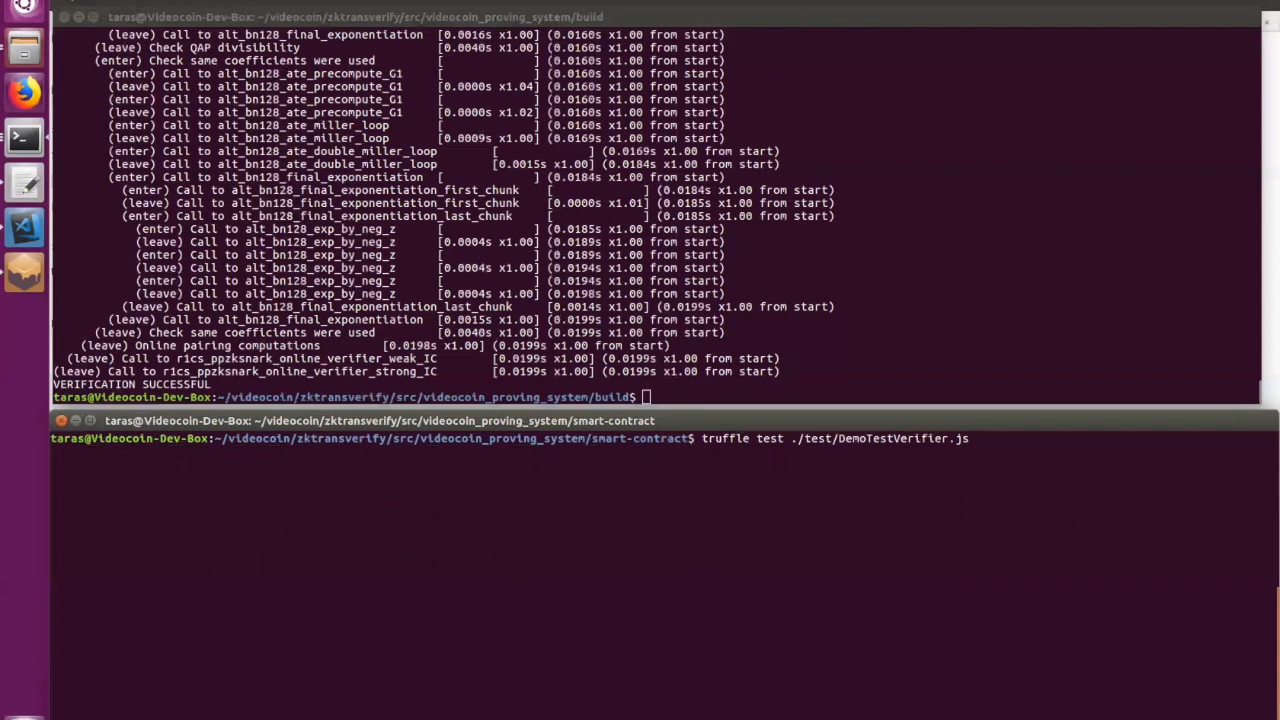 taras@Videocoin-Dev-Box: ~/videocoin/zktransverify/src/videocoin_proving_system/build
(leave) Call to alt_bn128_final_exponentiation [0.0016s x1.00] (0.0160s x1.00 from start)
(leave) Check QAP divisibility [0.0040s x1.00] (0.0160s x1.00 from start)
(enter) Check same coefficients were used [ ] (0.0160s x1.00 from start)
(enter) Call to alt_bn128_ate_precompute_G1 [ ] (0.0160s x1.00 from start)
(leave) Call to alt_bn128_ate_precompute_G1 [0.0000s x1.04] (0.0160s x1.00 from start)
(enter) Call to alt_bn128_ate_precompute_G1 [ ] (0.0160s x1.00 from start)
(leave) Call to alt_bn128_ate_precompute_G1 [0.0000s x1.02] (0.0160s x1.00 from start)
(enter) Call to alt_bn128_ate_miller_loop [ ] (0.0160s x1.00 from start)
(leave) Call to alt_bn128_ate_miller_loop [0.0009s x1.00] (0.0169s x1.00 from start)
(enter) Call to alt_bn128_ate_double_miller_loop [ ] (0.0169s x1.00 from start)
(leave) Call to alt_bn128_ate_double_miller_loop [0.0015s x1.00] (0.0184s x1.00 from start)
(enter) Call to alt_bn128_final_exponentiation [ ] (0.0184s x1.00 from start)
(enter) Call to alt_bn128_final_exponentiation_first_chunk [ ] (0.0184s x1.00 from start)
(leave) Call to alt_bn128_final_exponentiation_first_chunk [0.0000s x1.01] (0.0185s x1.00 from start)
(enter) Call to alt_bn128_final_exponentiation_last_chunk [ ] (0.0185s x1.00 from start)
(enter) Call to alt_bn128_exp_by_neg_z [ ] (0.0185s x1.00 from start)
(leave) Call to alt_bn128_exp_by_neg_z [0.0004s x1.00] (0.0189s x1.00 from start)
(enter) Call to alt_bn128_exp_by_neg_z [ ] (0.0189s x1.00 from start)
(leave) Call to alt_bn128_exp_by_neg_z [0.0004s x1.00] (0.0194s x1.00 from start)
(enter) Call to alt_bn128_exp_by_neg_z [ ] (0.0194s x1.00 from start)
(leave) Call to alt_bn128_exp_by_neg_z [0.0004s x1.00] (0.0198s x1.00 from start)
(leave) Call to alt_bn128_final_exponentiation_last_chunk [0.0014s x1.00] (0.0199s x1.00 from start)
(leave) Call to alt_bn128_final_exponentiation [0.0015s x1.00] (0.0199s x1.00 from start)
(leave) Check same coefficients were used [0.0040s x1.00] (0.0199s x1.00 from start)
(leave) Online pairing computations [0.0198s x1.00] (0.0199s x1.00 from start)
(leave) Call to r1cs_ppzksnark_online_verifier_weak_IC [0.0199s x1.00] (0.0199s x1.00 from start)
(leave) Call to r1cs_ppzksnark_online_verifier_strong_IC [0.0199s x1.00] (0.0199s x1.00 from start)
VERIFICATION SUCCESSFUL
taras@Videocoin-Dev-Box:~/videocoin/zktransverify/src/videocoin_proving_system/build$
taras@Videocoin-Dev-Box: ~/videocoin/zktransverify/src/videocoin_proving_system/smart-contract
taras@Videocoin-Dev-Box:~/videocoin/zktransverify/src/videocoin_proving_system/smart-contract$ truffle test ./test/DemoTestVerifier.js